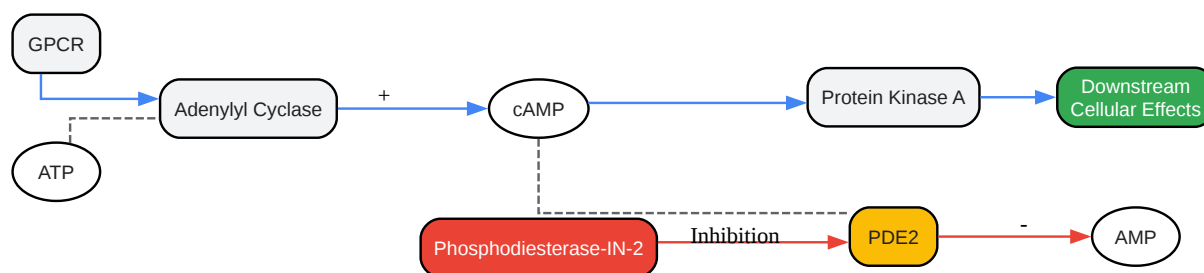 GPCR
Adenylyl Cyclase
ATP
+
cAMP
Protein Kinase A
Downstream
Cellular Effects
Phosphodiesterase-IN-2
Inhibition
PDE2
-
AMP